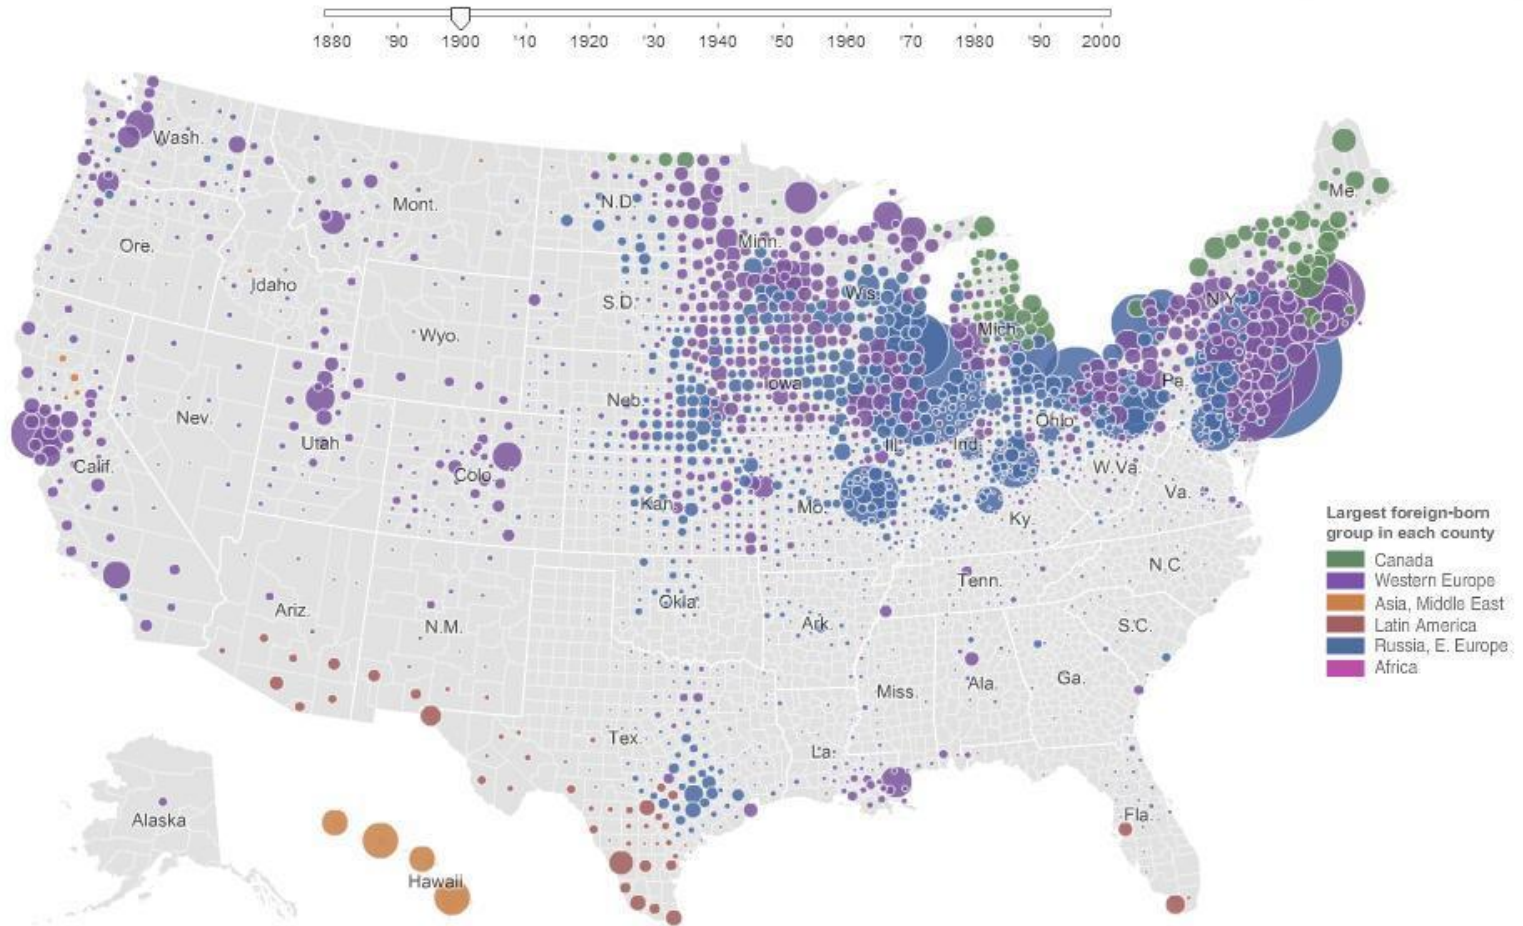 1880 '90 1900 '10 1920 '30 1940 '50 1960 '70 1980 '90 2000
Wash.
Mont.
N.D.
Minn.
Me.
Ore.
Idaho
S.D.
Wis.
Mich.
N.Y.
Wyo.
Nev.
Utah
Neb.
Iowa
Pa.
Calif.
Colo.
Ill.
Ind.
Ohio
Kan.
Mo.
Ky.
W.Va.
Va.
Ariz.
N.M.
Okla.
Ark.
Tenn.
N.C.
S.C.
Tex.
La.
Miss.
Ala.
Ga.
Fla.
Alaska
Hawaii
Largest foreign-born
group in each county
Canada
Western Europe
Asia, Middle East
Latin America
Russia, E. Europe
Africa